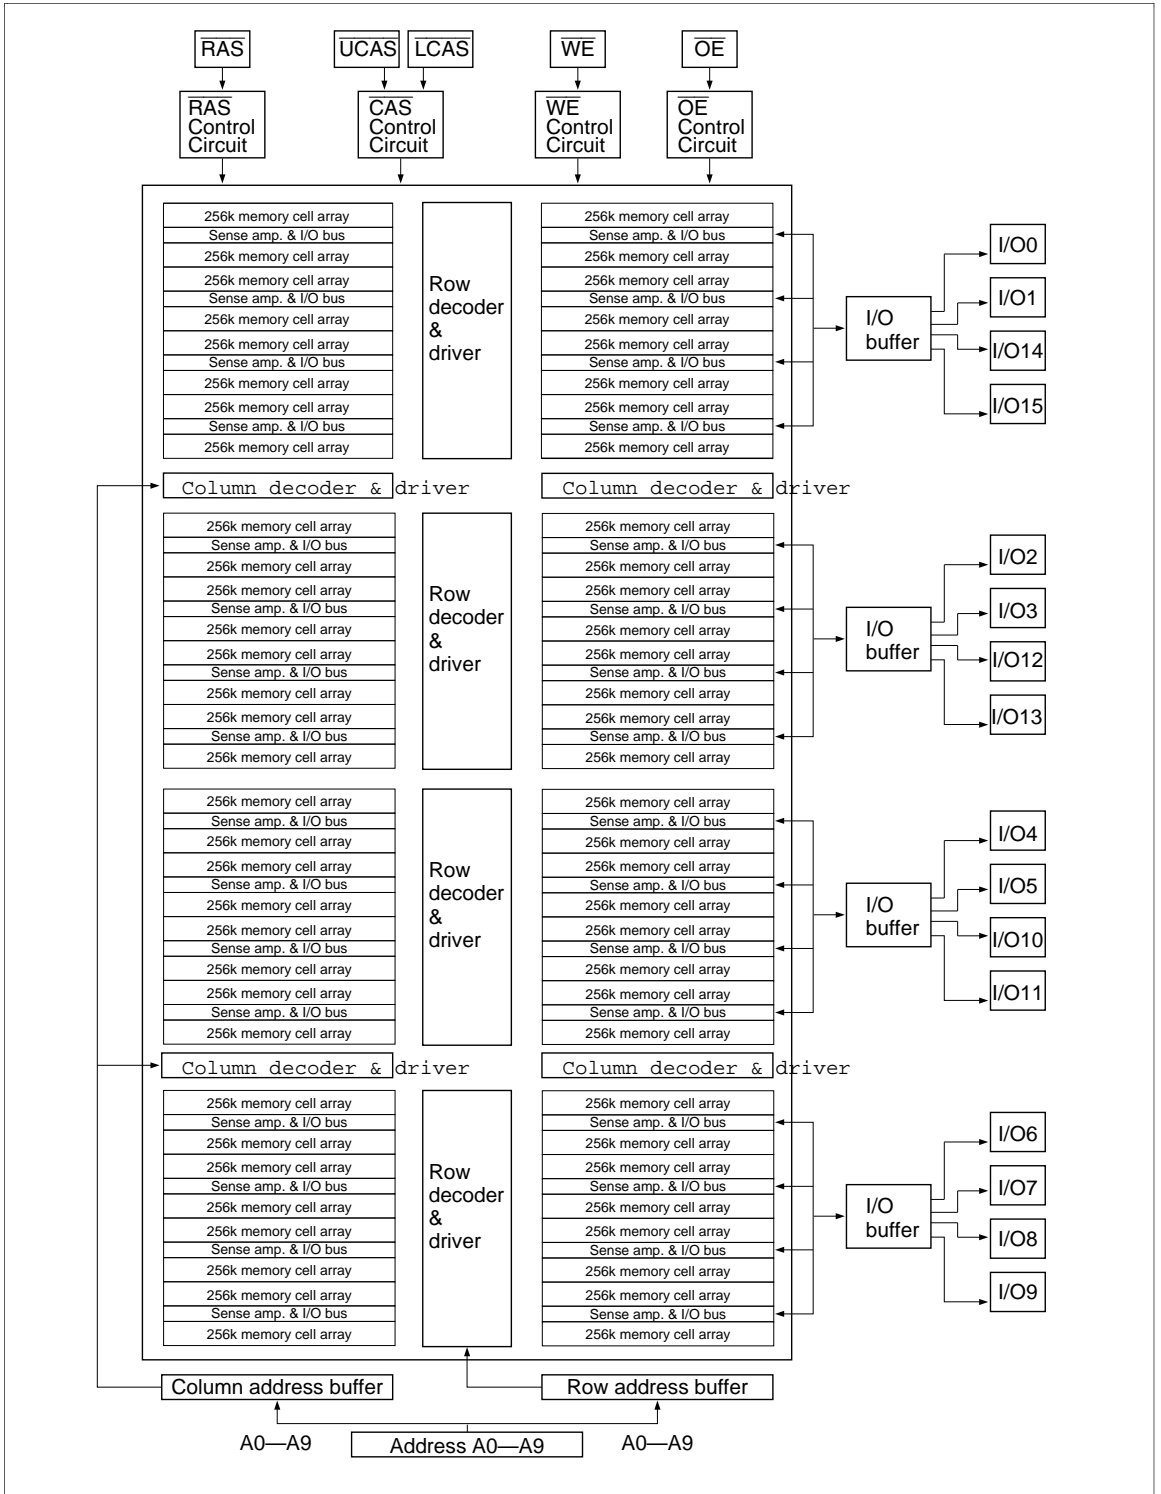 RAS UCAS LCAS WE OE
RAS Control Circuit
CAS Control Circuit
WE Control Circuit
OE Control Circuit
256k memory cell array
Sense amp. & I/O bus
256k memory cell array
256k memory cell array
Sense amp. & I/O bus
256k memory cell array
256k memory cell array
Sense amp. & I/O bus
256k memory cell array
256k memory cell array
Sense amp. & I/O bus
256k memory cell array
Row
decoder
&
driver
256k memory cell array
Sense amp. & I/O bus
256k memory cell array
256k memory cell array
Sense amp. & I/O bus
256k memory cell array
256k memory cell array
Sense amp. & I/O bus
256k memory cell array
256k memory cell array
Sense amp. & I/O bus
256k memory cell array
I/O
buffer
I/O0
I/O1
I/O14
I/O15
Column decoder & driver
Column decoder & driver
256k memory cell array
Sense amp. & I/O bus
256k memory cell array
256k memory cell array
Sense amp. & I/O bus
256k memory cell array
256k memory cell array
Sense amp. & I/O bus
256k memory cell array
256k memory cell array
Sense amp. & I/O bus
256k memory cell array
Row
decoder
&
driver
256k memory cell array
Sense amp. & I/O bus
256k memory cell array
256k memory cell array
Sense amp. & I/O bus
256k memory cell array
256k memory cell array
Sense amp. & I/O bus
256k memory cell array
256k memory cell array
Sense amp. & I/O bus
256k memory cell array
I/O
buffer
I/O2
I/O3
I/O12
I/O13
256k memory cell array
Sense amp. & I/O bus
256k memory cell array
256k memory cell array
Sense amp. & I/O bus
256k memory cell array
256k memory cell array
Sense amp. & I/O bus
256k memory cell array
256k memory cell array
Sense amp. & I/O bus
256k memory cell array
Row
decoder
&
driver
256k memory cell array
Sense amp. & I/O bus
256k memory cell array
256k memory cell array
Sense amp. & I/O bus
256k memory cell array
256k memory cell array
Sense amp. & I/O bus
256k memory cell array
256k memory cell array
Sense amp. & I/O bus
256k memory cell array
I/O
buffer
I/O4
I/O5
I/O10
I/O11
Column decoder & driver
Column decoder & driver
256k memory cell array
Sense amp. & I/O bus
256k memory cell array
256k memory cell array
Sense amp. & I/O bus
256k memory cell array
256k memory cell array
Sense amp. & I/O bus
256k memory cell array
256k memory cell array
Sense amp. & I/O bus
256k memory cell array
Row
decoder
&
driver
256k memory cell array
Sense amp. & I/O bus
256k memory cell array
256k memory cell array
Sense amp. & I/O bus
256k memory cell array
256k memory cell array
Sense amp. & I/O bus
256k memory cell array
256k memory cell array
Sense amp. & I/O bus
256k memory cell array
I/O
buffer
I/O6
I/O7
I/O8
I/O9
Column address buffer
Row address buffer
A0—A9
Address A0—A9
A0—A9